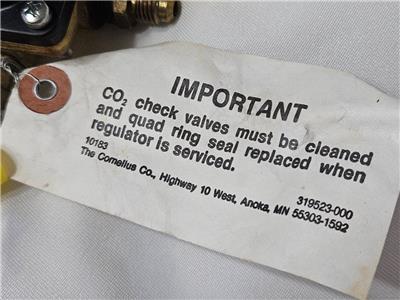 IMPORTANT
CO₂ check valves must be cleaned
and quad ring seal replaced when
regulator is serviced.
10183 319523-000
The Cornelius Co., Highway 10 West, Anoka, MN 55303-1592